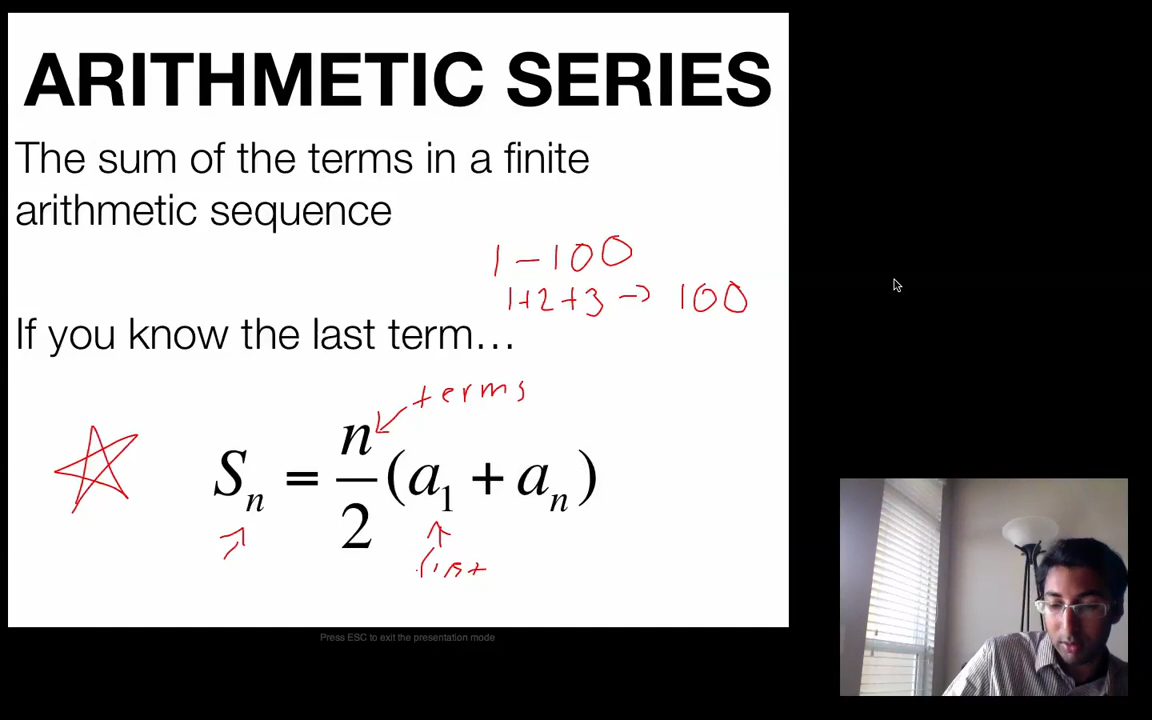 ARITHMETIC SERIES
The sum of the terms in a finite
arithmetic sequence
1-100
1+2+3 → 100
If you know the last term…
terms
Sₙ = n/2 (a₁ + aₙ)
first
Press ESC to exit the presentation mode